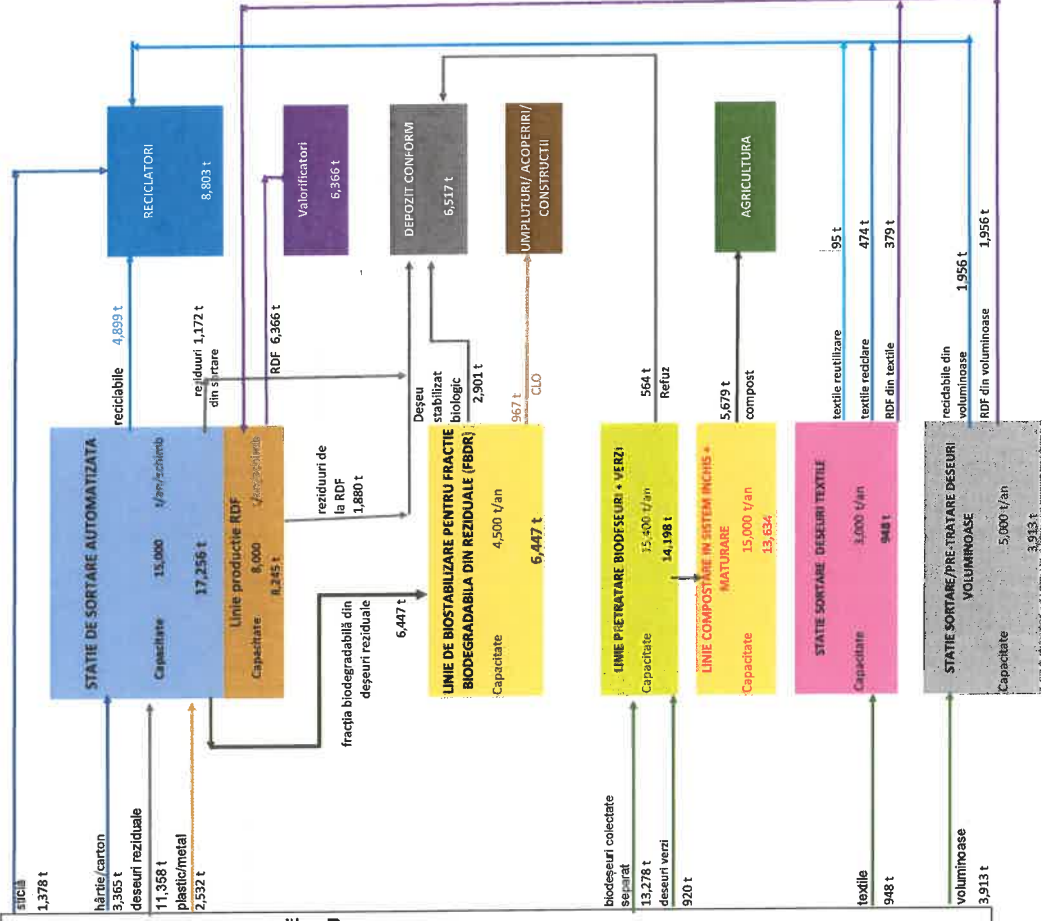 sticlă
1,378 t
hârtie/carton
3,365 t
deseuri reziduale
11,358 t
plastic/metal
2,532 t
STATIE DE SORTARE AUTOMATIZATA
Capacitate 15,000 t/an/schimb
17,256 t
Linie productie RDF
Capacitate 8,000 t/an/schimb
8,245 t
reciclabile 4,899 t
reziduuri 1,172 t
din sortare
RDF 6,366 t
RECICLATORI
8,803 t
Valorificatori
6,366 t
reziduuri de
la RDF
1,880 t
fracția biodegradabilă din
deșeuri reziduale
6,447 t
LINIE DE BIOSTABILIZARE PENTRU FRACTIE
BIODEGRADABILA DIN REZIDUALE (FBDR)
Capacitate 4,500 t/an
6,447 t
Deșeu
stabilizat
biologic
2,901 t
967 t
CLO
DEPOZIT CONFORM
6,517 t
UMPLUTURI/ ACOPERIRI/
CONSTRUCTII
biodeșeuri colectate
separat
13,278 t
deseuri verzi
920 t
LINIE PRETRATARE BIODESEURI + VERZI
Capacitate 15,400 t/an
14,198 t
LINIE COMPOSTARE IN SISTEM INCHIS +
MATURARE
Capacitate 15,000 t/an
13,634
564 t
Refuz
5,679 t
compost
AGRICULTURA
textile
948 t
STATIE SORTARE DESEURI TEXTILE
Capacitate 3,000 t/an
948 t
textile reutilizare 95 t
textile reciclare 474 t
RDF din textile 379 t
voluminoase
3,913 t
STATIE SORTARE/PRE-TRATARE DESEURI
VOLUMINOASE
Capacitate 5,000 t/an
3,913 t
reciclabile din
voluminoase 1,956 t
RDF din voluminoase 1,956 t